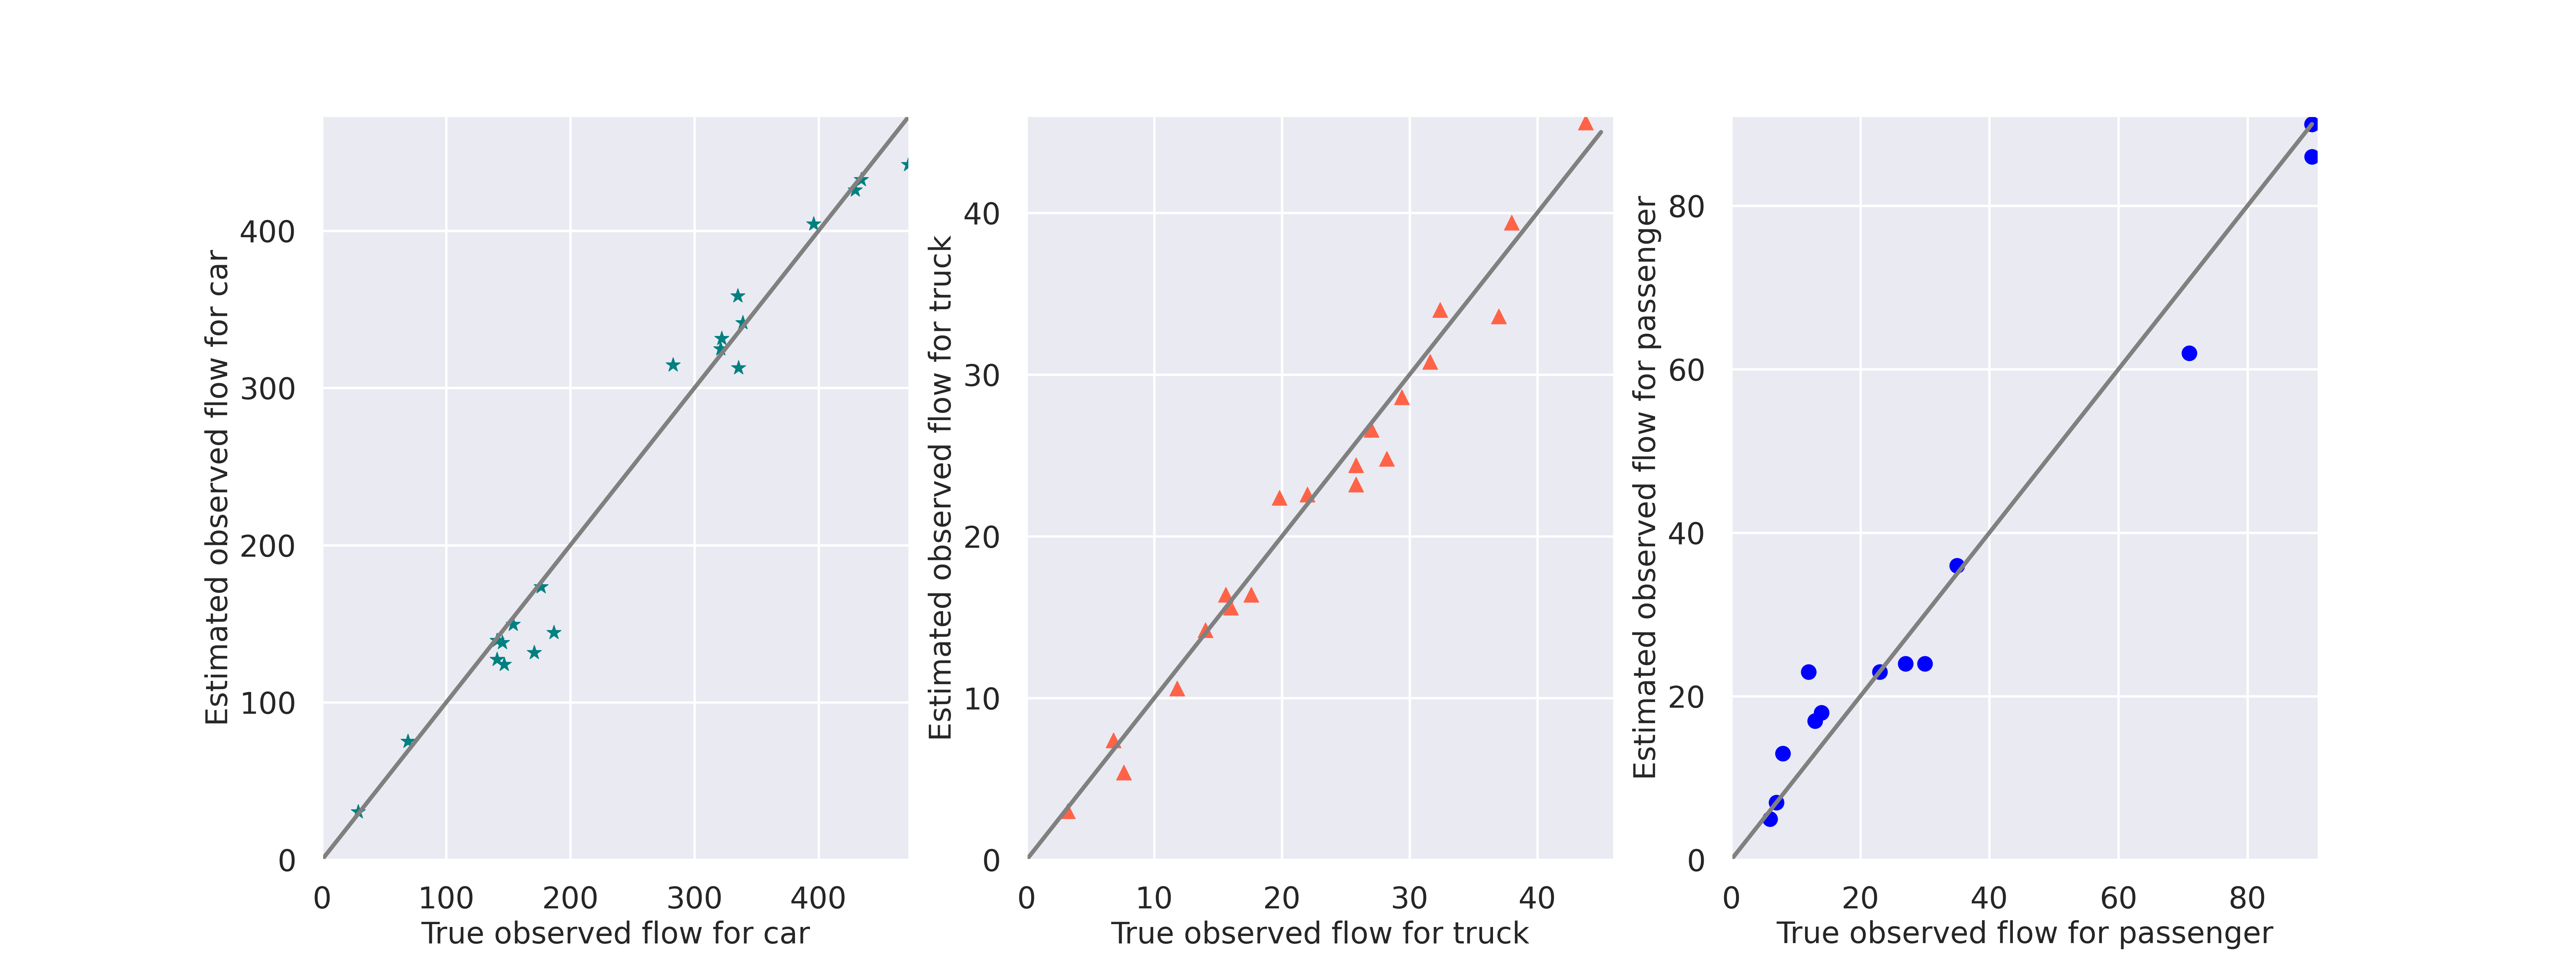 Estimated observed flow for car
400
300
200
100
0
0 100 200 300 400
True observed flow for car
Estimated observed flow for truck
40
30
20
10
0
0 10 20 30 40
True observed flow for truck
Estimated observed flow for passenger
80
60
40
20
0
0 20 40 60 80
True observed flow for passenger